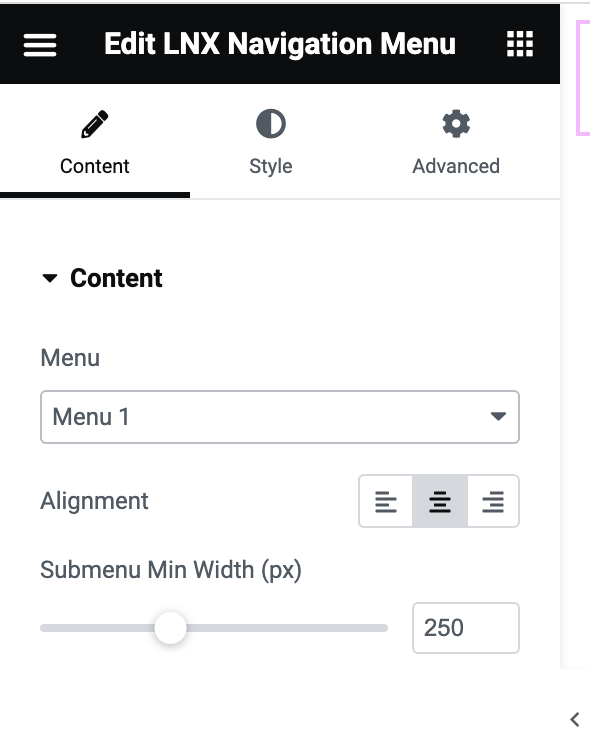 Edit LNX Navigation Menu
Content Style Advanced
Content
Menu
Menu 1
Alignment
Submenu Min Width (px)
250